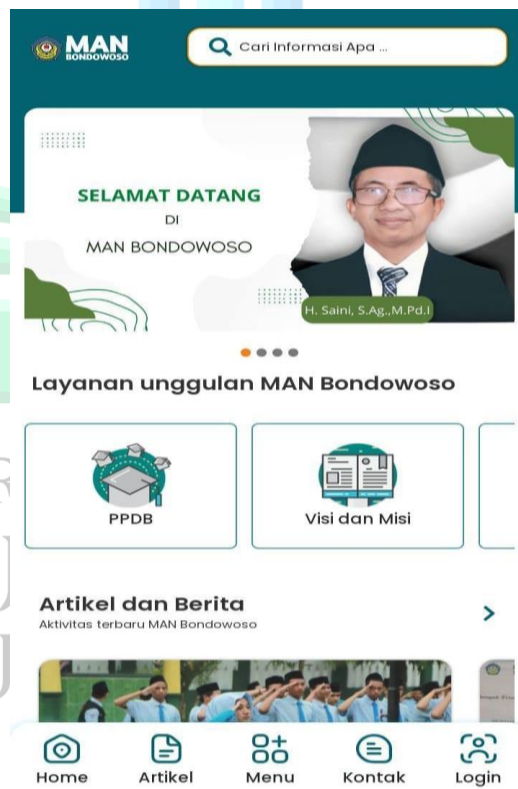 MAN
BONDOWOSO
Cari Informasi Apa ...
SELAMAT DATANG
DI
MAN BONDOWOSO
H. Saini, S.Ag.,M.Pd.I
Layanan unggulan MAN Bondowoso
PPDB
Visi dan Misi
Artikel dan Berita
Aktivitas terbaru MAN Bondowoso
Home
Artikel
Menu
Kontak
Login